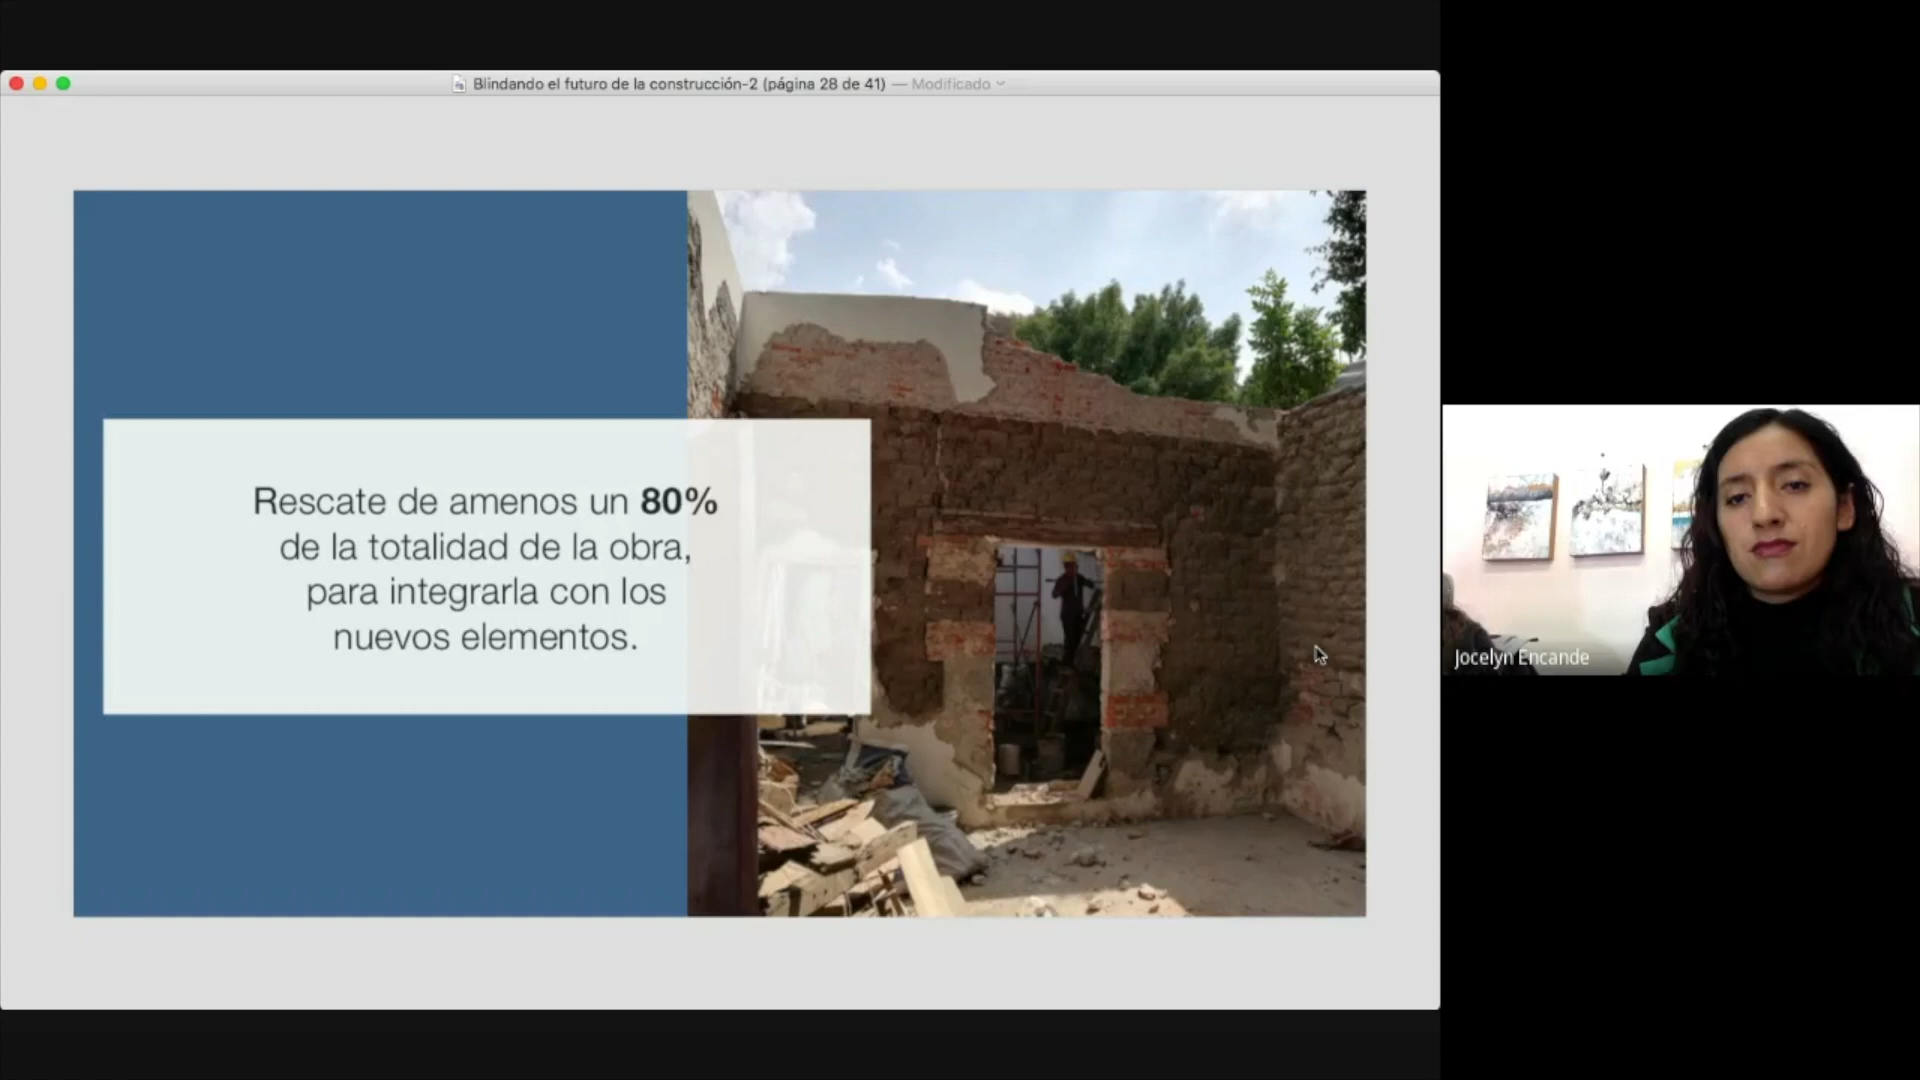 Blindando el futuro de la construcción-2 (página 28 de 41) — Modificado
Rescate de amenos un 80%
de la totalidad de la obra,
para integrarla con los
nuevos elementos.
Jocelyn Encande